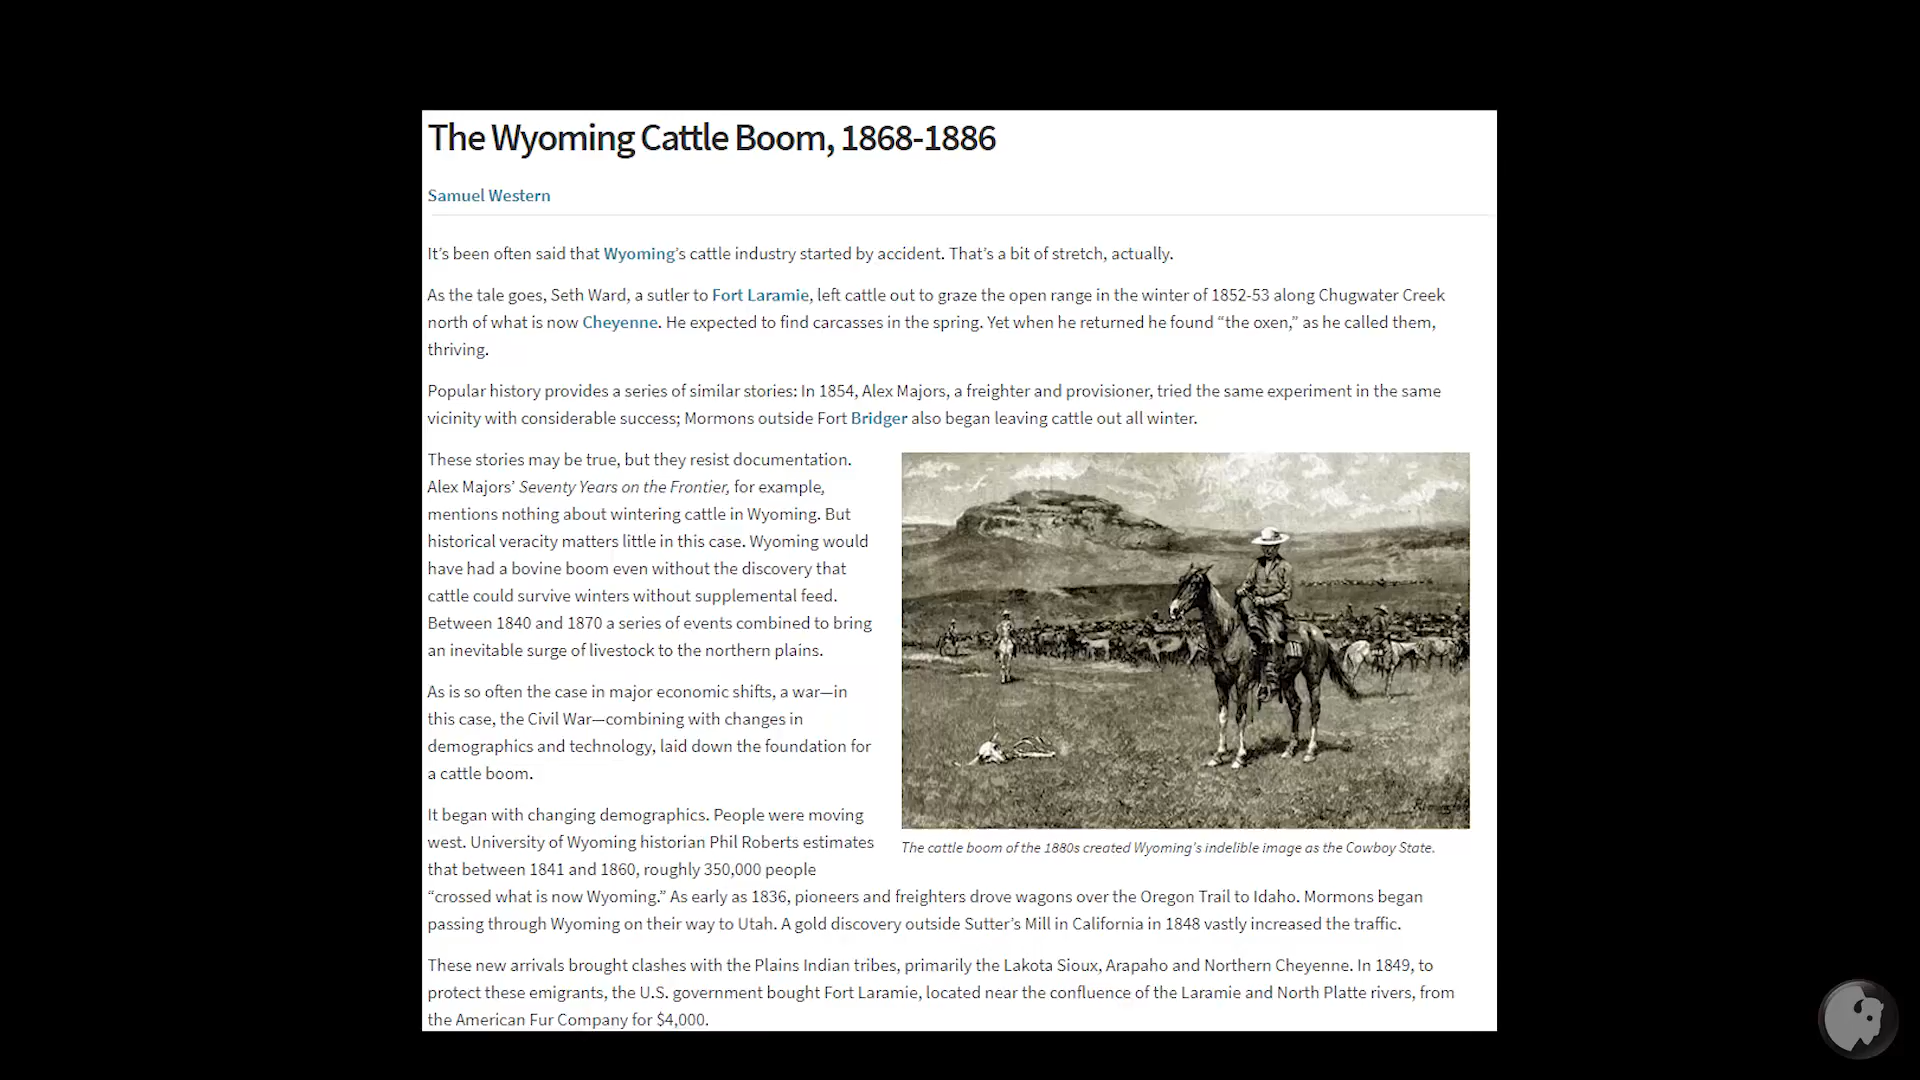 The Wyoming Cattle Boom, 1868-1886
Samuel Western
It’s been often said that Wyoming’s cattle industry started by accident. That’s a bit of stretch, actually.
As the tale goes, Seth Ward, a sutler to Fort Laramie, left cattle out to graze the open range in the winter of 1852-53 along Chugwater Creek
north of what is now Cheyenne. He expected to find carcasses in the spring. Yet when he returned he found “the oxen,” as he called them,
thriving.
Popular history provides a series of similar stories: In 1854, Alex Majors, a freighter and provisioner, tried the same experiment in the same
vicinity with considerable success; Mormons outside Fort Bridger also began leaving cattle out all winter.
These stories may be true, but they resist documentation.
Alex Majors’ Seventy Years on the Frontier, for example,
mentions nothing about wintering cattle in Wyoming. But
historical veracity matters little in this case. Wyoming would
have had a bovine boom even without the discovery that
cattle could survive winters without supplemental feed.
Between 1840 and 1870 a series of events combined to bring
an inevitable surge of livestock to the northern plains.
As is so often the case in major economic shifts, a war—in
this case, the Civil War—combining with changes in
demographics and technology, laid down the foundation for
a cattle boom.
It began with changing demographics. People were moving
west. University of Wyoming historian Phil Roberts estimates
that between 1841 and 1860, roughly 350,000 people
“crossed what is now Wyoming.” As early as 1836, pioneers and freighters drove wagons over the Oregon Trail to Idaho. Mormons began
passing through Wyoming on their way to Utah. A gold discovery outside Sutter’s Mill in California in 1848 vastly increased the traffic.
These new arrivals brought clashes with the Plains Indian tribes, primarily the Lakota Sioux, Arapaho and Northern Cheyenne. In 1849, to
protect these emigrants, the U.S. government bought Fort Laramie, located near the confluence of the Laramie and North Platte rivers, from
the American Fur Company for $4,000.
The cattle boom of the 1880s created Wyoming's indelible image as the Cowboy State.